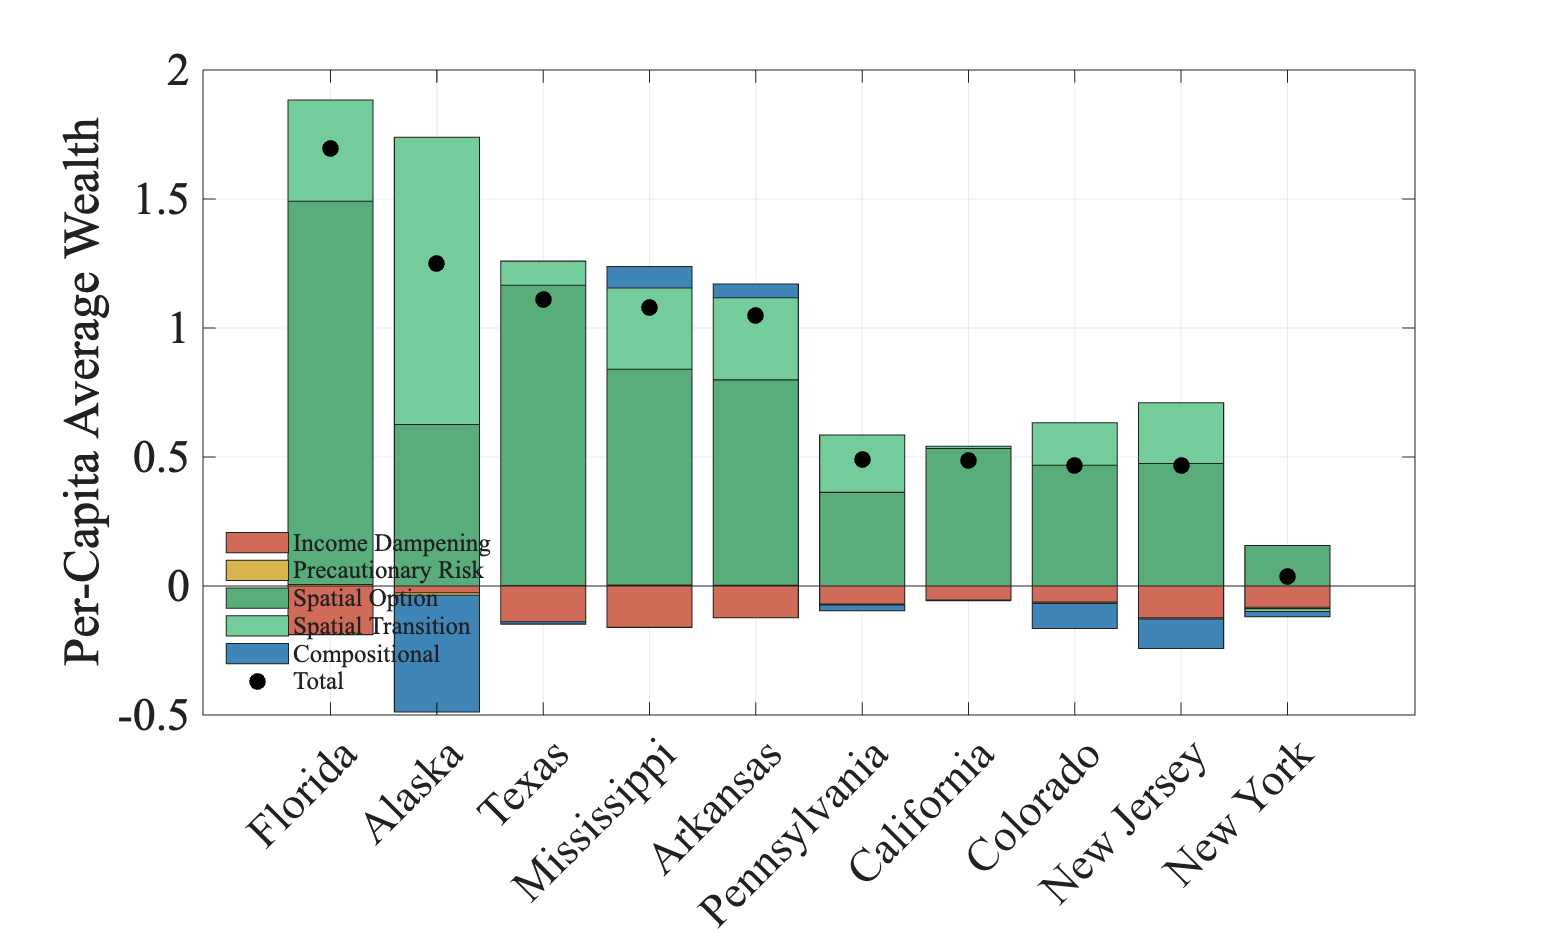 Per-Capita Average Wealth
2
1.5
1
0.5
0
-0.5
Income Dampening
Precautionary Risk
Spatial Option
Spatial Transition
Compositional
Total
Florida
Alaska
Texas
Mississippi
Arkansas
Pennsylvania
California
Colorado
New Jersey
New York